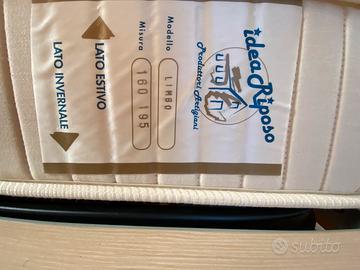 ideaRiposo
Produttori Artigiani
Modello LIMBO
Misura 160 195
LATO ESTIVO
LATO INVERNALE
subito